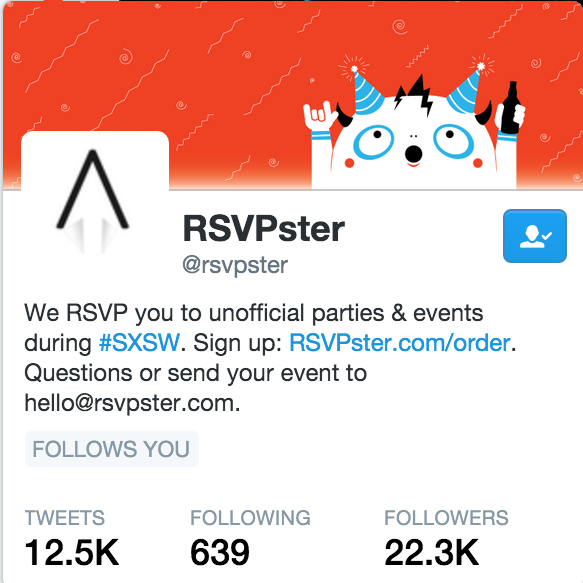 RSVPster
@rsvpster
We RSVP you to unofficial parties & events
during #SXSW. Sign up: RSVPster.com/order.
Questions or send your event to
hello@rsvpster.com.
FOLLOWS YOU
TWEETS FOLLOWING FOLLOWERS
12.5K 639 22.3K